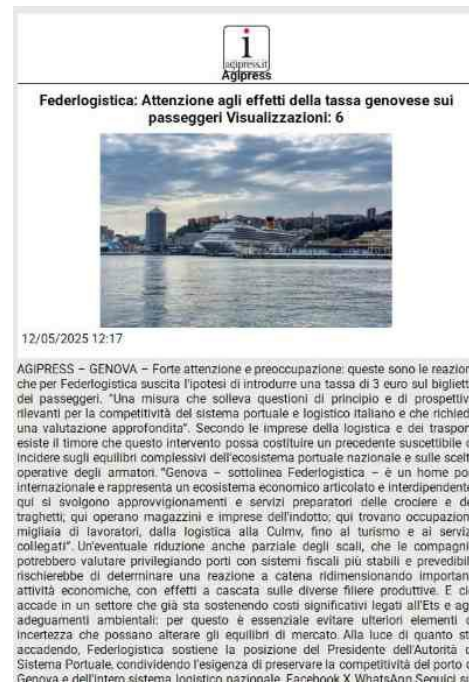 i
agipress.it
Agipress
Federlogistica: Attenzione agli effetti della tassa genovese sui
passeggeri Visualizzazioni: 6
12/05/2025 12:17
AGIPRESS – GENOVA – Forte attenzione e preoccupazione: queste sono le reazion
che per Federlogistica suscita l'ipotesi di introdurre una tassa di 3 euro sul bigliett
dei passeggeri. "Una misura che solleva questioni di principio e di prospettiv
rilevanti per la competitività del sistema portuale e logistico italiano e che richied
una valutazione approfondita". Secondo le imprese della logistica e dei traspor
esiste il timore che questo intervento possa costituire un precedente suscettibile d
incidere sugli equilibri complessivi dell'ecosistema portuale nazionale e sulle scelt
operative degli armatori. "Genova – sottolinea Federlogistica – è un home po
internazionale e rappresenta un ecosistema economico articolato e interdipendente
qui si svolgono approvvigionamenti e servizi preparatori delle crociere e de
traghetti; qui operano magazzini e imprese dell'indotto; qui trovano occupazion
migliaia di lavoratori, dalla logistica alla Culmv, fino al turismo e ai serviz
collegati". Un'eventuale riduzione anche parziale degli scali, che le compagni
potrebbero valutare privilegiando porti con sistemi fiscali più stabili e prevedibil
rischierebbe di determinare una reazione a catena ridimensionando importan
attività economiche, con effetti a cascata sulle diverse filiere produttive. E ci
accade in un settore che già sta sostenendo costi significativi legati all'Ets e agl
adeguamenti ambientali: per questo è essenziale evitare ulteriori elementi d
incertezza che possano alterare gli equilibri di mercato. Alla luce di quanto st
accadendo, Federlogistica sostiene la posizione del Presidente dell'Autorità d
Sistema Portuale, condividendo l'esigenza di preservare la competitività del porto d
Genova e dell'intero sistema logistico nazionale. Facebook X WhatsApp Seguici su